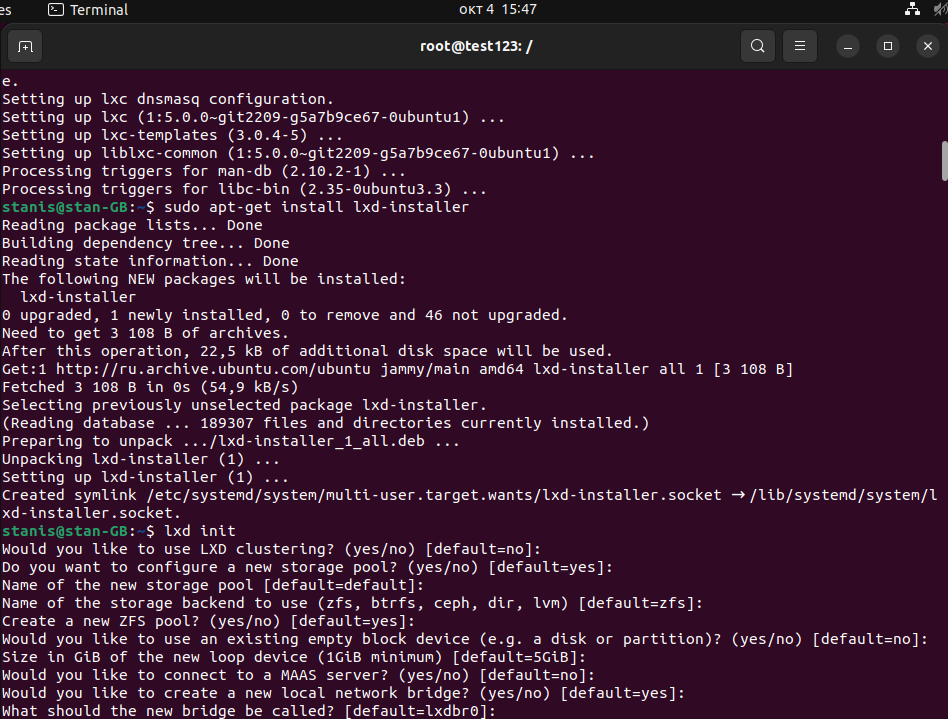 es
Terminal
окт 4 15:47
root@test123: /
e.
Setting up lxc dnsmasq configuration.
Setting up lxc (1:5.0.0~git2209-g5a7b9ce67-0ubuntu1) ...
Setting up lxc-templates (3.0.4-5) ...
Setting up liblxc-common (1:5.0.0~git2209-g5a7b9ce67-0ubuntu1) ...
Processing triggers for man-db (2.10.2-1) ...
Processing triggers for libc-bin (2.35-0ubuntu3.3) ...
stanis@stan-GB:~$ sudo apt-get install lxd-installer
Reading package lists... Done
Building dependency tree... Done
Reading state information... Done
The following NEW packages will be installed:
  lxd-installer
0 upgraded, 1 newly installed, 0 to remove and 46 not upgraded.
Need to get 3 108 B of archives.
After this operation, 22,5 kB of additional disk space will be used.
Get:1 http://ru.archive.ubuntu.com/ubuntu jammy/main amd64 lxd-installer all 1 [3 108 B]
Fetched 3 108 B in 0s (54,9 kB/s)
Selecting previously unselected package lxd-installer.
(Reading database ... 189307 files and directories currently installed.)
Preparing to unpack .../lxd-installer_1_all.deb ...
Unpacking lxd-installer (1) ...
Setting up lxd-installer (1) ...
Created symlink /etc/systemd/system/multi-user.target.wants/lxd-installer.socket → /lib/systemd/system/l
xd-installer.socket.
stanis@stan-GB:~$ lxd init
Would you like to use LXD clustering? (yes/no) [default=no]:
Do you want to configure a new storage pool? (yes/no) [default=yes]:
Name of the new storage pool [default=default]:
Name of the storage backend to use (zfs, btrfs, ceph, dir, lvm) [default=zfs]:
Create a new ZFS pool? (yes/no) [default=yes]:
Would you like to use an existing empty block device (e.g. a disk or partition)? (yes/no) [default=no]:
Size in GiB of the new loop device (1GiB minimum) [default=5GiB]:
Would you like to connect to a MAAS server? (yes/no) [default=no]:
Would you like to create a new local network bridge? (yes/no) [default=yes]:
What should the new bridge be called? [default=lxdbr0]: